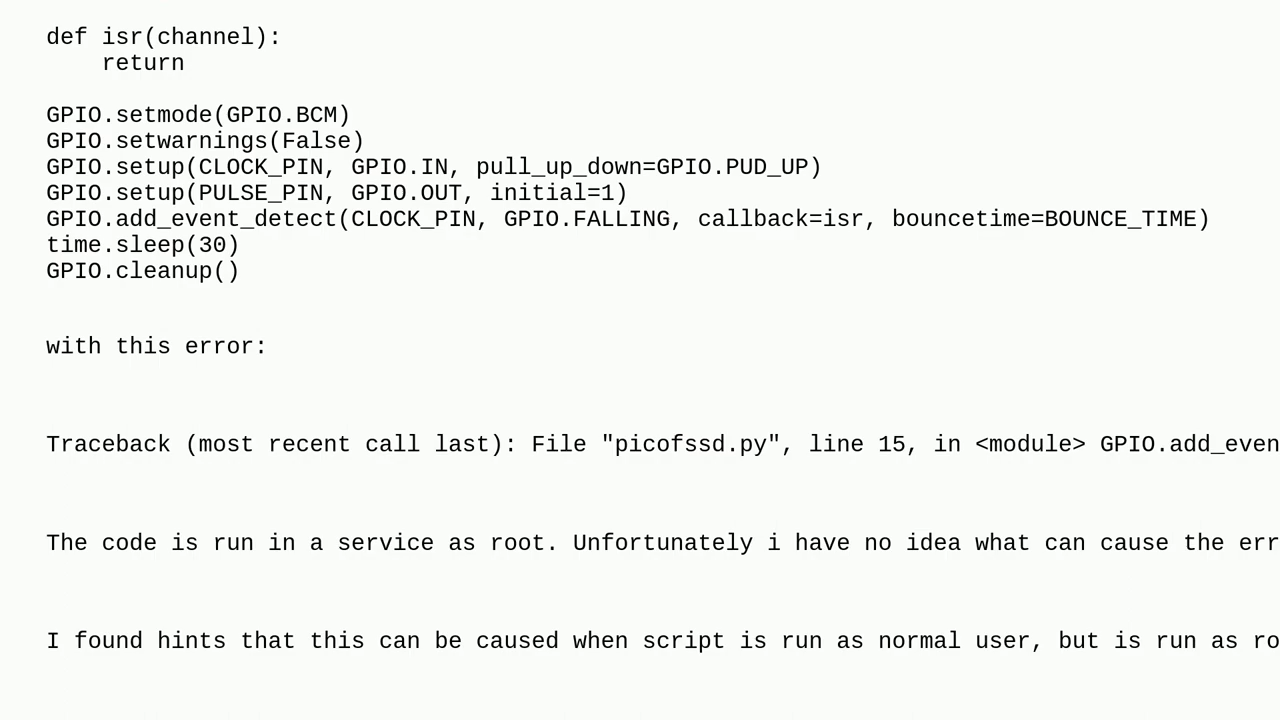 def isr(channel):
    return
GPIO.setmode(GPIO.BCM)
GPIO.setwarnings(False)
GPIO.setup(CLOCK_PIN, GPIO.IN, pull_up_down=GPIO.PUD_UP)
GPIO.setup(PULSE_PIN, GPIO.OUT, initial=1)
GPIO.add_event_detect(CLOCK_PIN, GPIO.FALLING, callback=isr, bouncetime=BOUNCE_TIME)
time.sleep(30)
GPIO.cleanup()
with this error:
Traceback (most recent call last): File "picofssd.py", line 15, in <module> GPIO.add_even
The code is run in a service as root. Unfortunately i have no idea what can cause the err
I found hints that this can be caused when script is run as normal user, but is run as ro